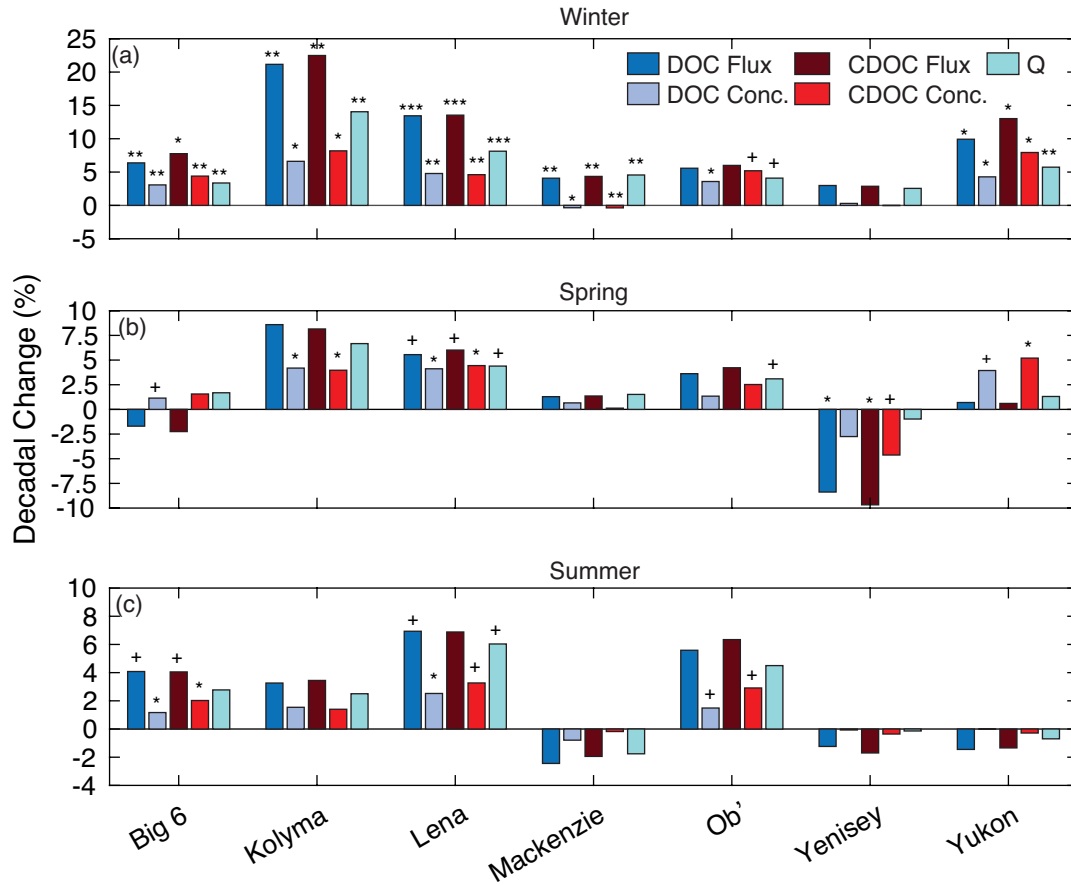 Winter
(a)
25
20
15
10
5
0
-5
DOC Flux
CDOC Flux
Q
DOC Conc.
CDOC Conc.
** ** * ** **
** * ** * **
*** ** *** ** ***
** * ** ** **
* + +
* * * * **
Decadal Change (%)
Spring
(b)
10
7.5
5
2.5
0
-2.5
-5
-7.5
-10
+
* *
+ * + * +
+
* * +
+ *
Summer
(c)
10
8
6
4
2
0
-2
-4
+ * + *
+ * + +
+ +
Big 6
Kolyma
Lena
Mackenzie
Ob'
Yenisey
Yukon